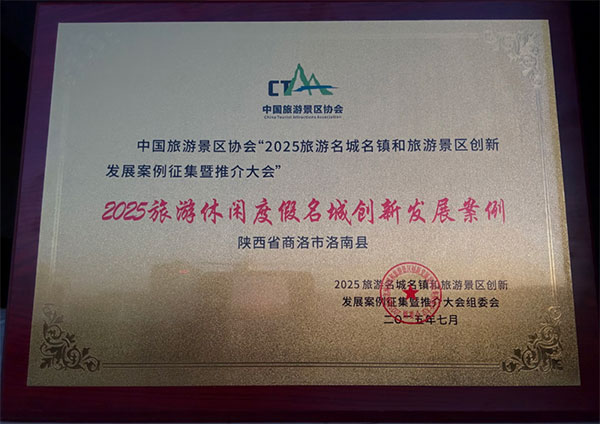 CTAA
中国旅游景区协会
China Tourist Attractions Association
中国旅游景区协会“2025旅游名城名镇和旅游景区创新
发展案例征集暨推介大会”
2025旅游休闲度假名城创新发展案例
陕西省商洛市洛南县
2025旅游名城名镇和旅游景区创新
发展案例征集暨推介大会组委会
二〇二五年七月